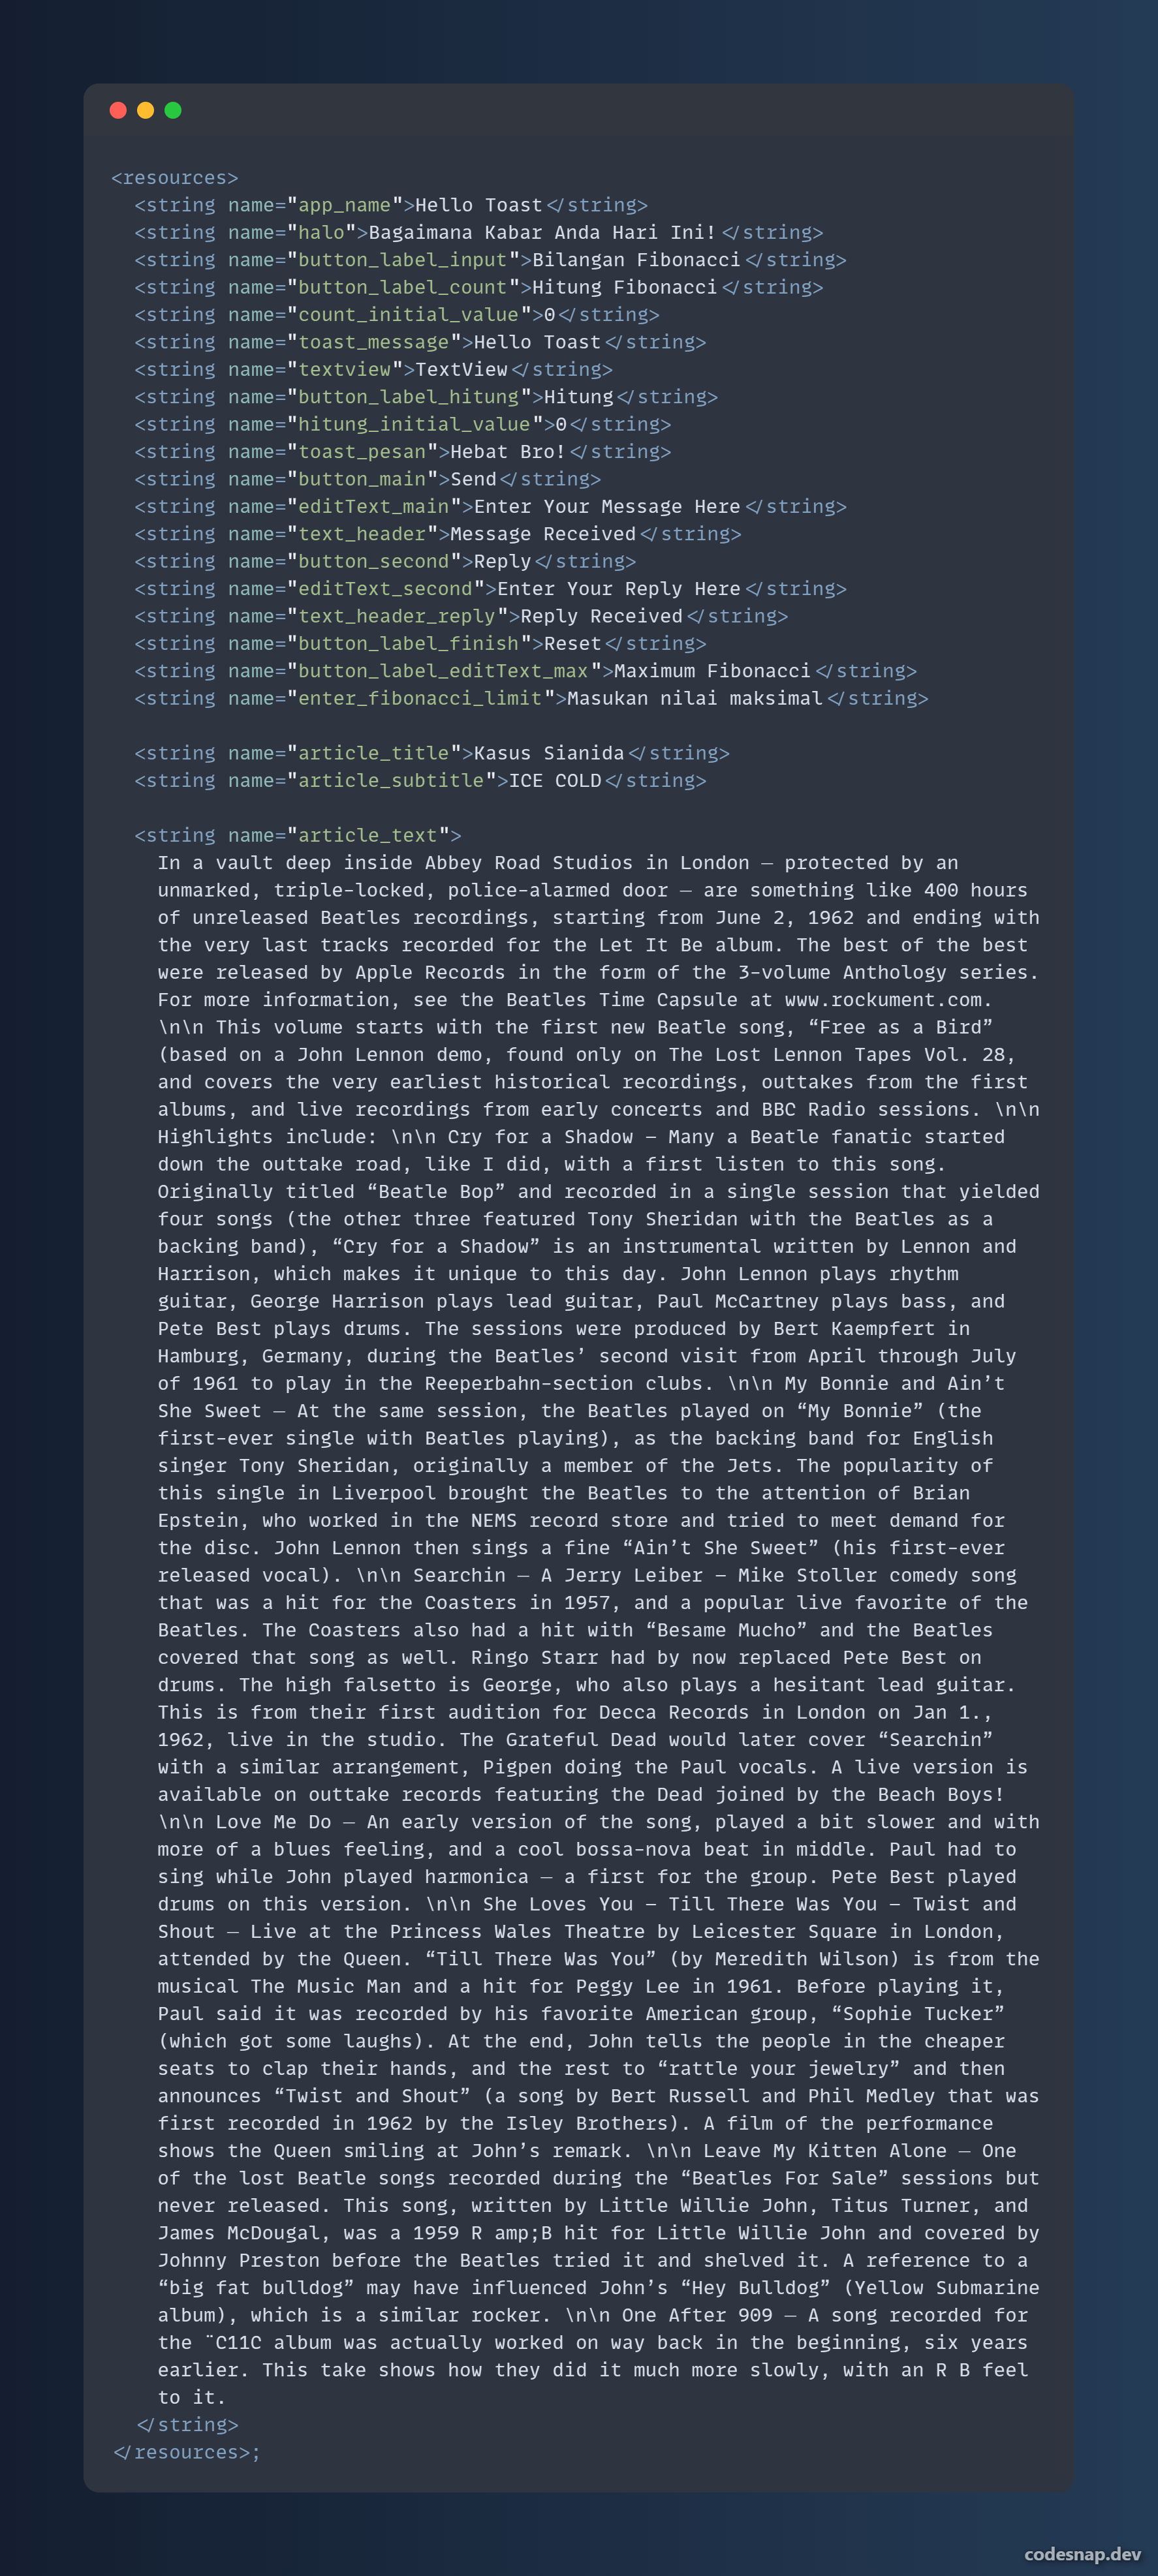 <resources>
  <string name="app_name">Hello Toast</string>
  <string name="halo">Bagaimana Kabar Anda Hari Ini!</string>
  <string name="button_label_input">Bilangan Fibonacci</string>
  <string name="button_label_count">Hitung Fibonacci</string>
  <string name="count_initial_value">0</string>
  <string name="toast_message">Hello Toast</string>
  <string name="textview">TextView</string>
  <string name="button_label_hitung">Hitung</string>
  <string name="hitung_initial_value">0</string>
  <string name="toast_pesan">Hebat Bro!</string>
  <string name="button_main">Send</string>
  <string name="editText_main">Enter Your Message Here</string>
  <string name="text_header">Message Received</string>
  <string name="button_second">Reply</string>
  <string name="editText_second">Enter Your Reply Here</string>
  <string name="text_header_reply">Reply Received</string>
  <string name="button_label_finish">Reset</string>
  <string name="button_label_editText_max">Maximum Fibonacci</string>
  <string name="enter_fibonacci_limit">Masukan nilai maksimal</string>

  <string name="article_title">Kasus Sianida</string>
  <string name="article_subtitle">ICE COLD</string>

  <string name="article_text">
    In a vault deep inside Abbey Road Studios in London — protected by an
    unmarked, triple-locked, police-alarmed door — are something like 400 hours
    of unreleased Beatles recordings, starting from June 2, 1962 and ending with
    the very last tracks recorded for the Let It Be album. The best of the best
    were released by Apple Records in the form of the 3-volume Anthology series.
    For more information, see the Beatles Time Capsule at www.rockument.com.
    \n\n This volume starts with the first new Beatle song, “Free as a Bird”
    (based on a John Lennon demo, found only on The Lost Lennon Tapes Vol. 28,
    and covers the very earliest historical recordings, outtakes from the first
    albums, and live recordings from early concerts and BBC Radio sessions. \n\n
    Highlights include: \n\n Cry for a Shadow - Many a Beatle fanatic started
    down the outtake road, like I did, with a first listen to this song.
    Originally titled “Beatle Bop” and recorded in a single session that yielded
    four songs (the other three featured Tony Sheridan with the Beatles as a
    backing band), “Cry for a Shadow” is an instrumental written by Lennon and
    Harrison, which makes it unique to this day. John Lennon plays rhythm
    guitar, George Harrison plays lead guitar, Paul McCartney plays bass, and
    Pete Best plays drums. The sessions were produced by Bert Kaempfert in
    Hamburg, Germany, during the Beatles’ second visit from April through July
    of 1961 to play in the Reeperbahn-section clubs. \n\n My Bonnie and Ain’t
    She Sweet — At the same session, the Beatles played on “My Bonnie” (the
    first-ever single with Beatles playing), as the backing band for English
    singer Tony Sheridan, originally a member of the Jets. The popularity of
    this single in Liverpool brought the Beatles to the attention of Brian
    Epstein, who worked in the NEMS record store and tried to meet demand for
    the disc. John Lennon then sings a fine “Ain’t She Sweet” (his first-ever
    released vocal). \n\n Searchin — A Jerry Leiber - Mike Stoller comedy song
    that was a hit for the Coasters in 1957, and a popular live favorite of the
    Beatles. The Coasters also had a hit with “Besame Mucho” and the Beatles
    covered that song as well. Ringo Starr had by now replaced Pete Best on
    drums. The high falsetto is George, who also plays a hesitant lead guitar.
    This is from their first audition for Decca Records in London on Jan 1.,
    1962, live in the studio. The Grateful Dead would later cover “Searchin”
    with a similar arrangement, Pigpen doing the Paul vocals. A live version is
    available on outtake records featuring the Dead joined by the Beach Boys!
    \n\n Love Me Do — An early version of the song, played a bit slower and with
    more of a blues feeling, and a cool bossa-nova beat in middle. Paul had to
    sing while John played harmonica — a first for the group. Pete Best played
    drums on this version. \n\n She Loves You - Till There Was You - Twist and
    Shout — Live at the Princess Wales Theatre by Leicester Square in London,
    attended by the Queen. “Till There Was You” (by Meredith Wilson) is from the
    musical The Music Man and a hit for Peggy Lee in 1961. Before playing it,
    Paul said it was recorded by his favorite American group, “Sophie Tucker”
    (which got some laughs). At the end, John tells the people in the cheaper
    seats to clap their hands, and the rest to “rattle your jewelry” and then
    announces “Twist and Shout” (a song by Bert Russell and Phil Medley that was
    first recorded in 1962 by the Isley Brothers). A film of the performance
    shows the Queen smiling at John’s remark. \n\n Leave My Kitten Alone — One
    of the lost Beatle songs recorded during the “Beatles For Sale” sessions but
    never released. This song, written by Little Willie John, Titus Turner, and
    James McDougal, was a 1959 R amp;B hit for Little Willie John and covered by
    Johnny Preston before the Beatles tried it and shelved it. A reference to a
    “big fat bulldog” may have influenced John’s “Hey Bulldog” (Yellow Submarine
    album), which is a similar rocker. \n\n One After 909 — A song recorded for
    the ¨C11C album was actually worked on way back in the beginning, six years
    earlier. This take shows how they did it much more slowly, with an R B feel
    to it.
  </string>
</resources>;
codesnap.dev